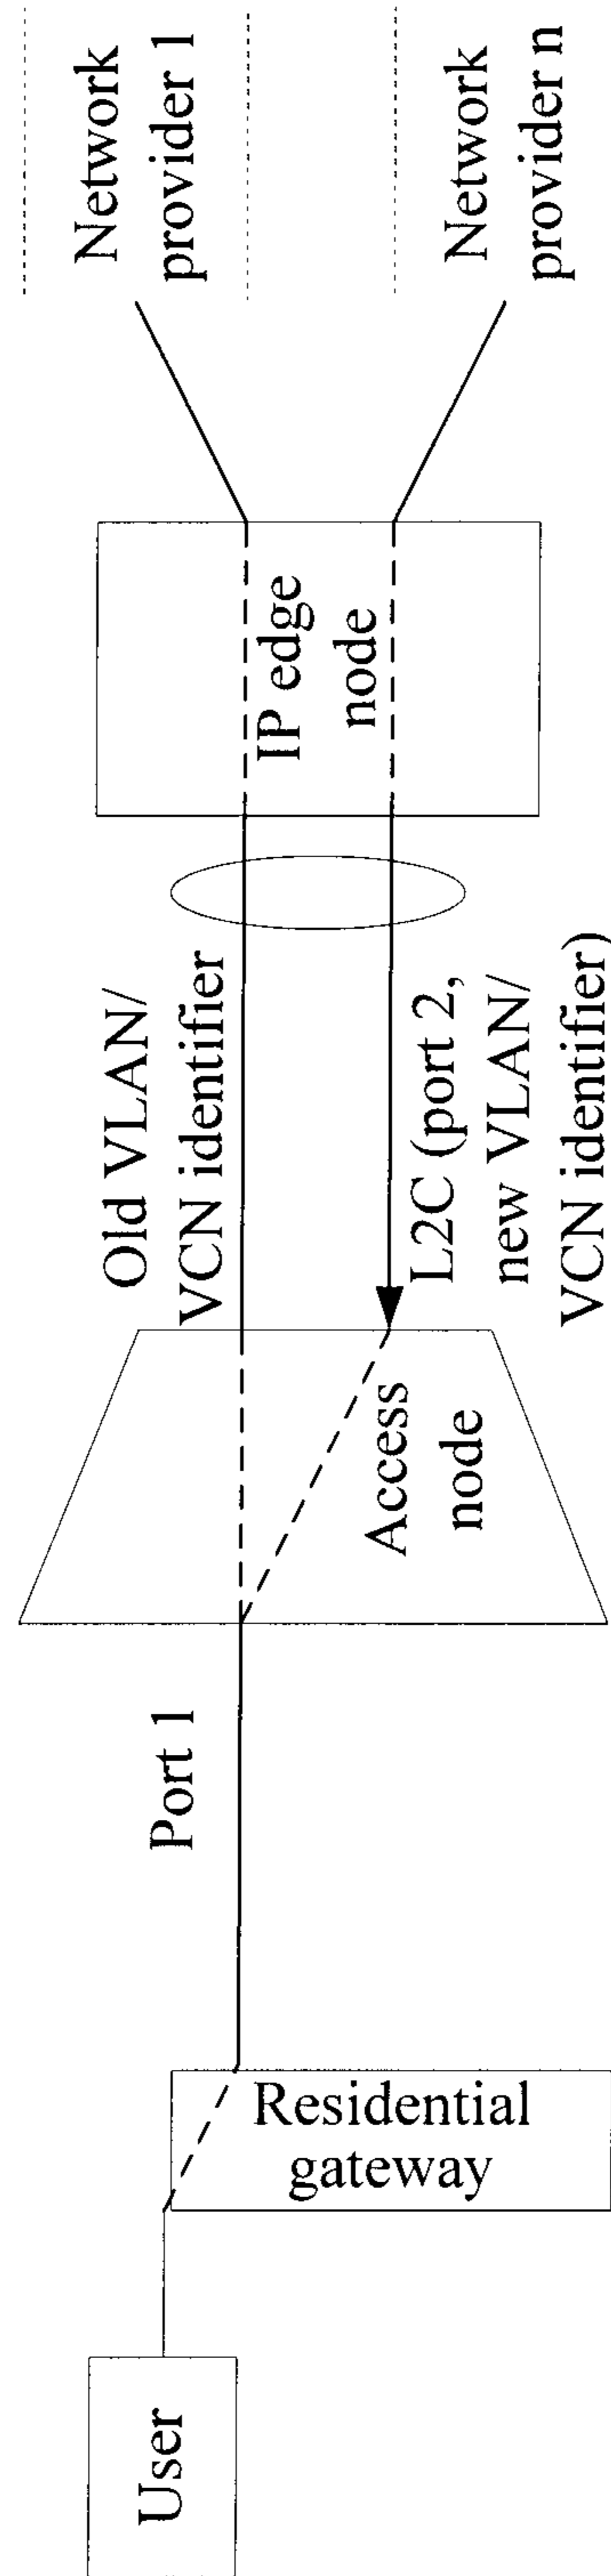 User
Residential
gateway
Port 1
Access
node
Old VLAN/
VCN identifier
L2C (port 2,
new VLAN/
VCN identifier)
IP edge
node
Network
provider 1
Network
provider n